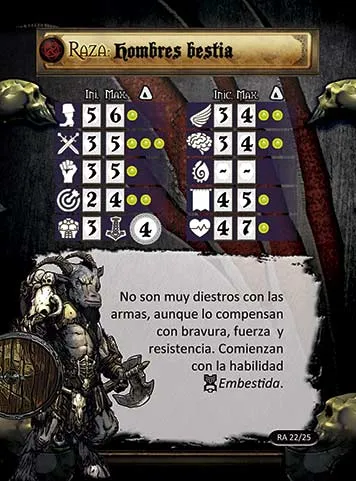 RAZA: Hombres bestia
INI. MAX. Δ INIC. MAX. Δ
5 6 3 4
3 5 3 4
3 5 - -
2 4 4 5
3 4 4 7
No son muy diestros con las
armas, aunque lo compensan
con bravura, fuerza y
resistencia. Comienzan
con la habilidad
Embestida.
RA 22/25